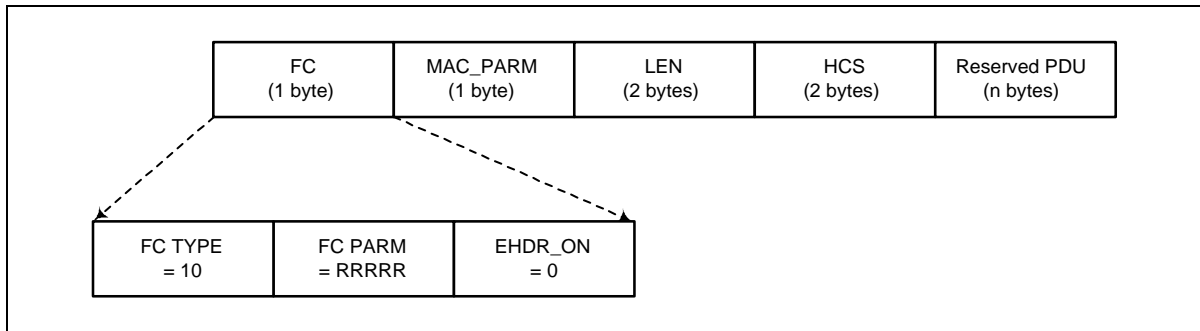 FC
(1 byte)
MAC_PARM
(1 byte)
LEN
(2 bytes)
HCS
(2 bytes)
Reserved PDU
(n bytes)
FC TYPE
= 10
FC PARM
= RRRRR
EHDR_ON
= 0